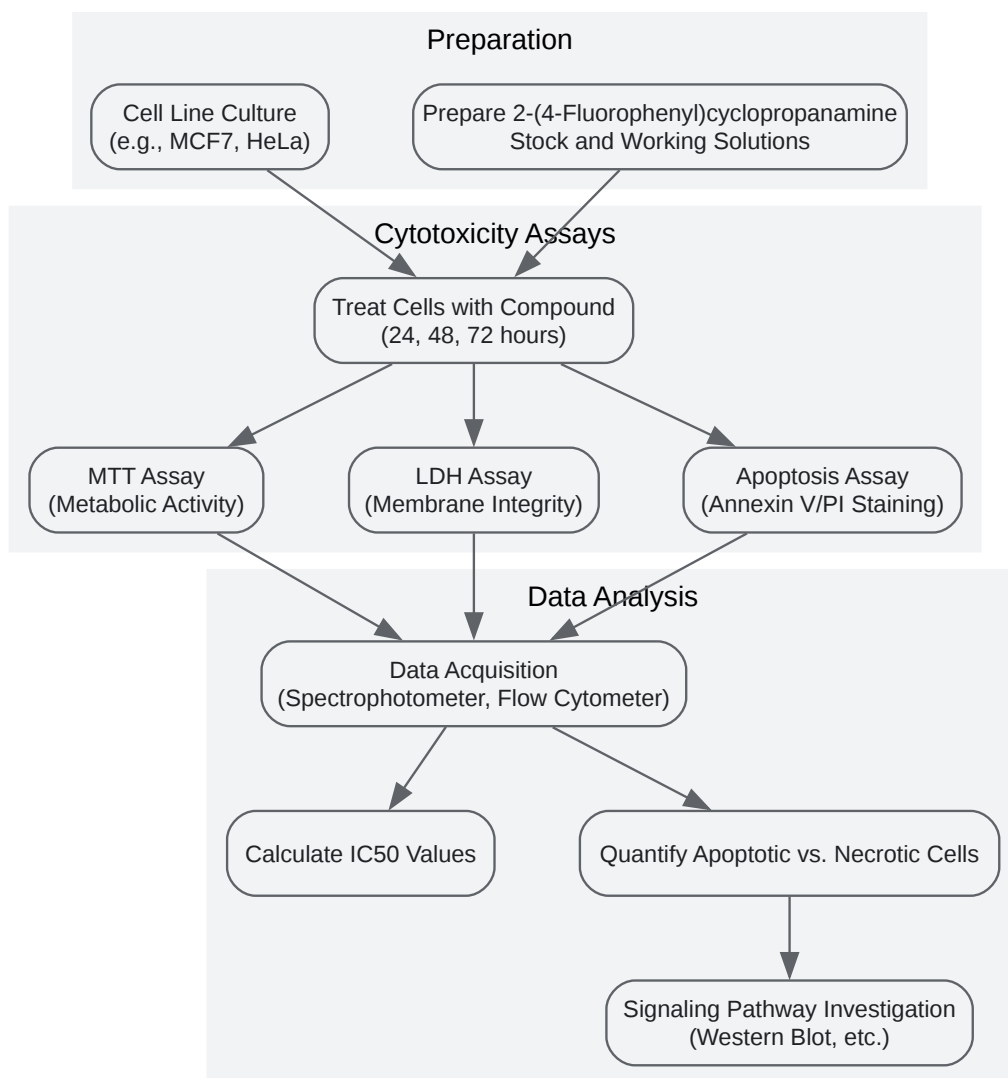 Preparation
Cell Line Culture
(e.g., MCF7, HeLa)
Prepare 2-(4-Fluorophenyl)cyclopropanamine
Stock and Working Solutions
Cytotoxicity Assays
Treat Cells with Compound
(24, 48, 72 hours)
MTT Assay
(Metabolic Activity)
LDH Assay
(Membrane Integrity)
Apoptosis Assay
(Annexin V/PI Staining)
Data Analysis
Data Acquisition
(Spectrophotometer, Flow Cytometer)
Calculate IC50 Values
Quantify Apoptotic vs. Necrotic Cells
Signaling Pathway Investigation
(Western Blot, etc.)